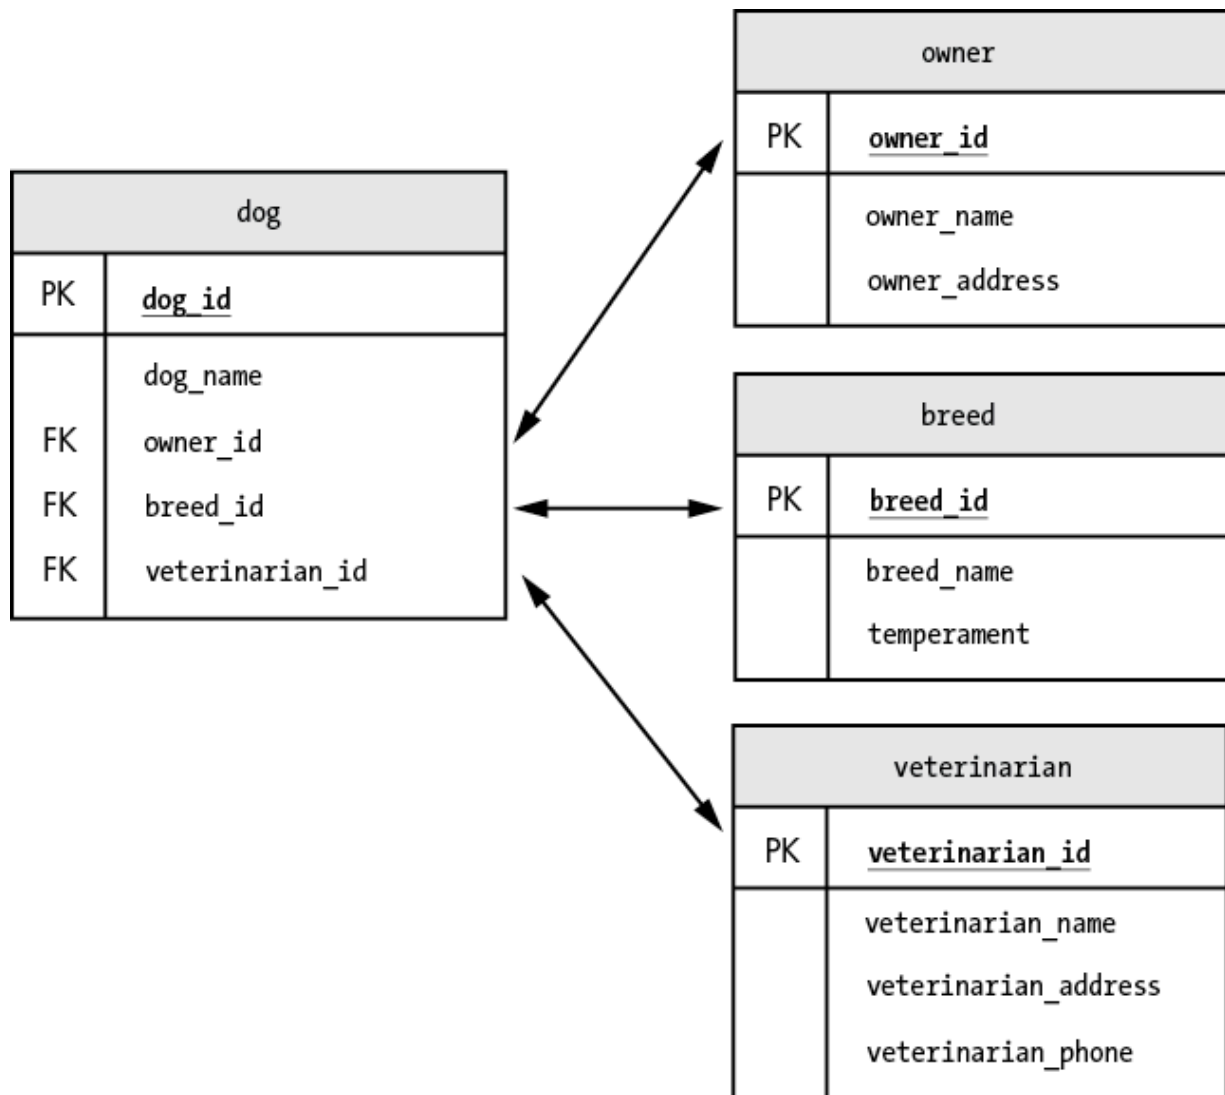 dog
PK dog_id
dog_name
FK owner_id
FK breed_id
FK veterinarian_id
owner
PK owner_id
owner_name
owner_address
breed
PK breed_id
breed_name
temperament
veterinarian
PK veterinarian_id
veterinarian_name
veterinarian_address
veterinarian_phone